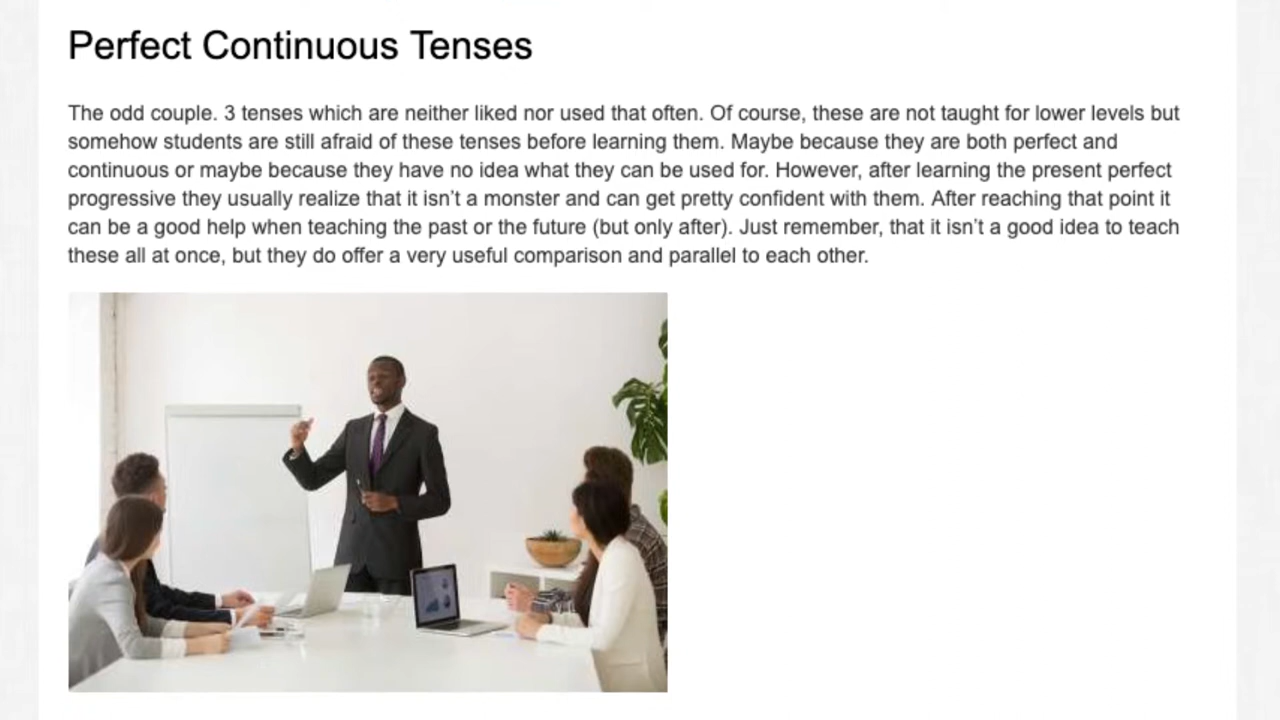 Perfect Continuous Tenses
The odd couple. 3 tenses which are neither liked nor used that often. Of course, these are not taught for lower levels but
somehow students are still afraid of these tenses before learning them. Maybe because they are both perfect and
continuous or maybe because they have no idea what they can be used for. However, after learning the present perfect
progressive they usually realize that it isn’t a monster and can get pretty confident with them. After reaching that point it
can be a good help when teaching the past or the future (but only after). Just remember, that it isn’t a good idea to teach
these all at once, but they do offer a very useful comparison and parallel to each other.